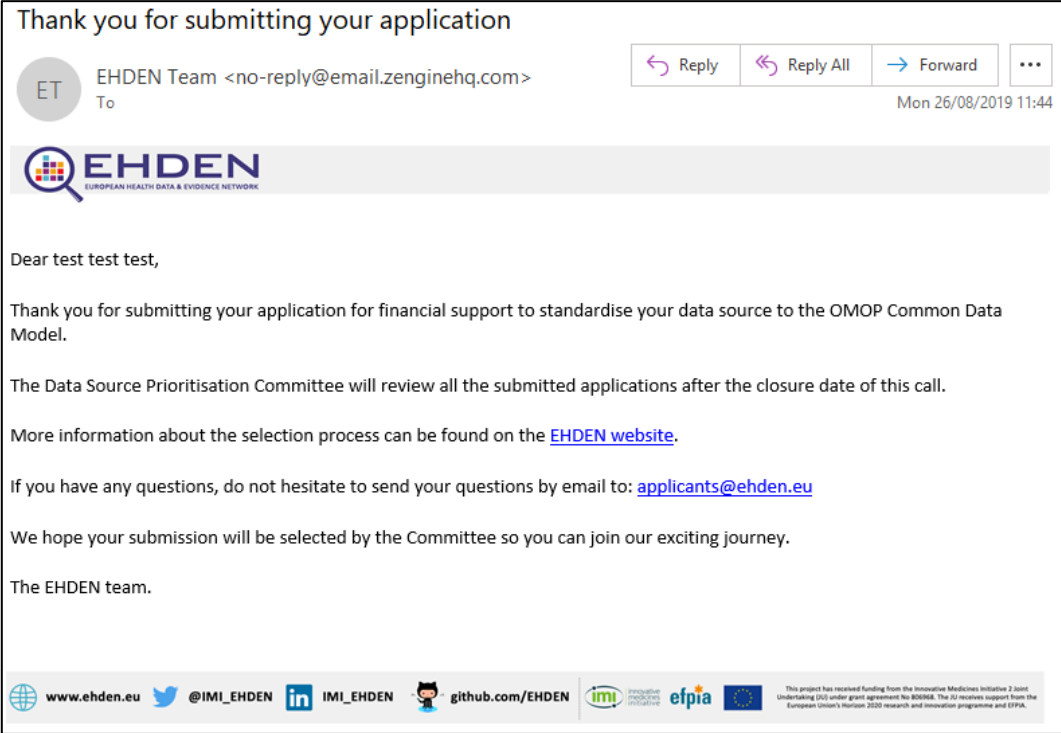 Thank you for submitting your application
ET
EHDEN Team <no-reply@email.zenginehq.com>
To
Reply
Reply All
Forward
Mon 26/08/2019 11:44
EHDEN
EUROPEAN HEALTH DATA & EVIDENCE NETWORK
Dear test test test,
Thank you for submitting your application for financial support to standardise your data source to the OMOP Common Data
Model.
The Data Source Prioritisation Committee will review all the submitted applications after the closure date of this call.
More information about the selection process can be found on the EHDEN website.
If you have any questions, do not hesitate to send your questions by email to: applicants@ehden.eu
We hope your submission will be selected by the Committee so you can join our exciting journey.
The EHDEN team.
www.ehden.eu
@IMI_EHDEN
in
IMI_EHDEN
github.com/EHDEN
imi
innovative
medicines
initiative
efpia
This project has received funding from the Innovative Medicines Initiative 2 Joint
Undertaking (JU) under grant agreement No 806968. The JU receives support from the
European Union's Horizon 2020 research and innovation programme and EFPIA.